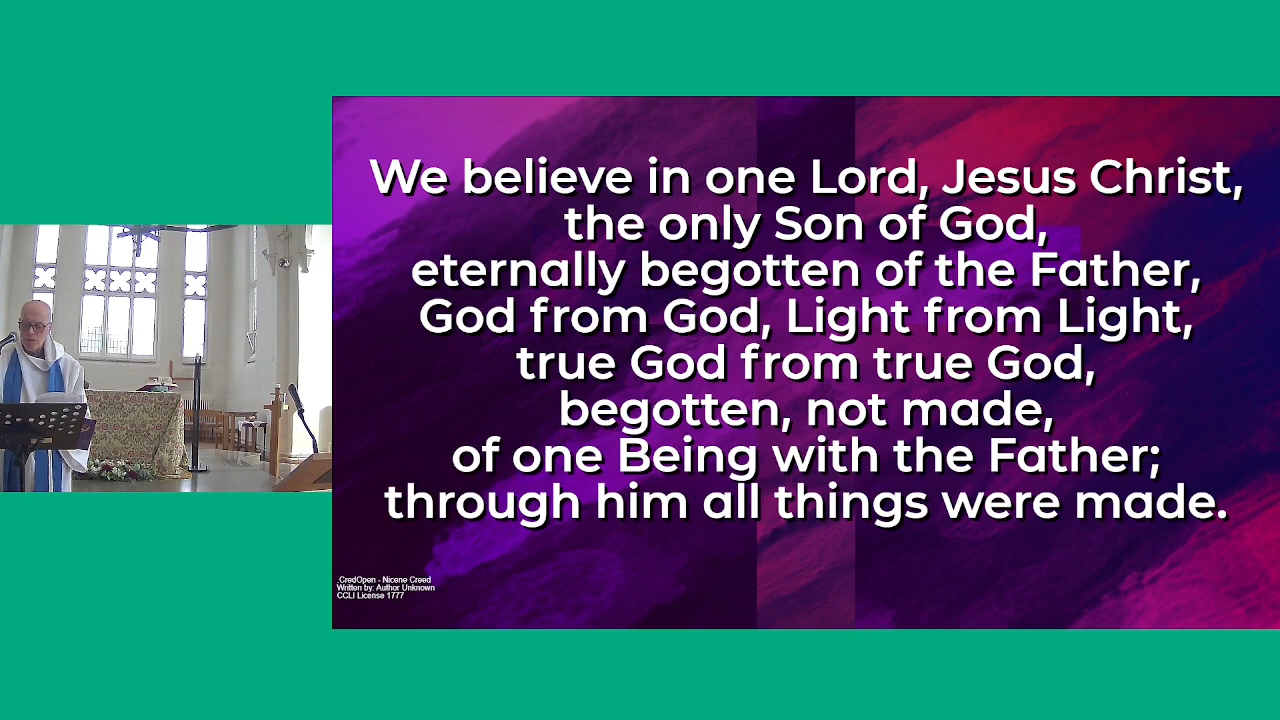 We believe in one Lord, Jesus Christ,
the only Son of God,
eternally begotten of the Father,
God from God, Light from Light,
true God from true God,
begotten, not made,
of one Being with the Father;
through him all things were made.
.CredOpen - Nicene Creed
Written by: Author Unknown
CCLI License 1777